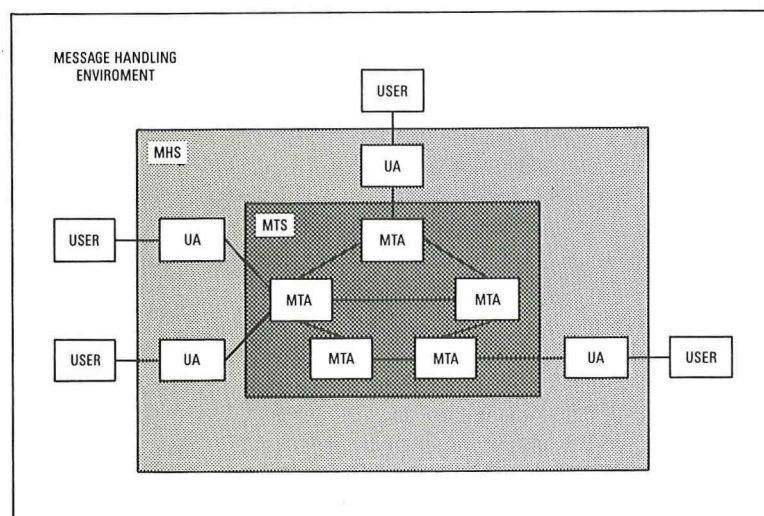 MESSAGE HANDLING
ENVIROMENT
USER
MHS
UA
MTS
MTA
USER
UA
MTA
MTA
USER
UA
MTA
MTA
UA
USER